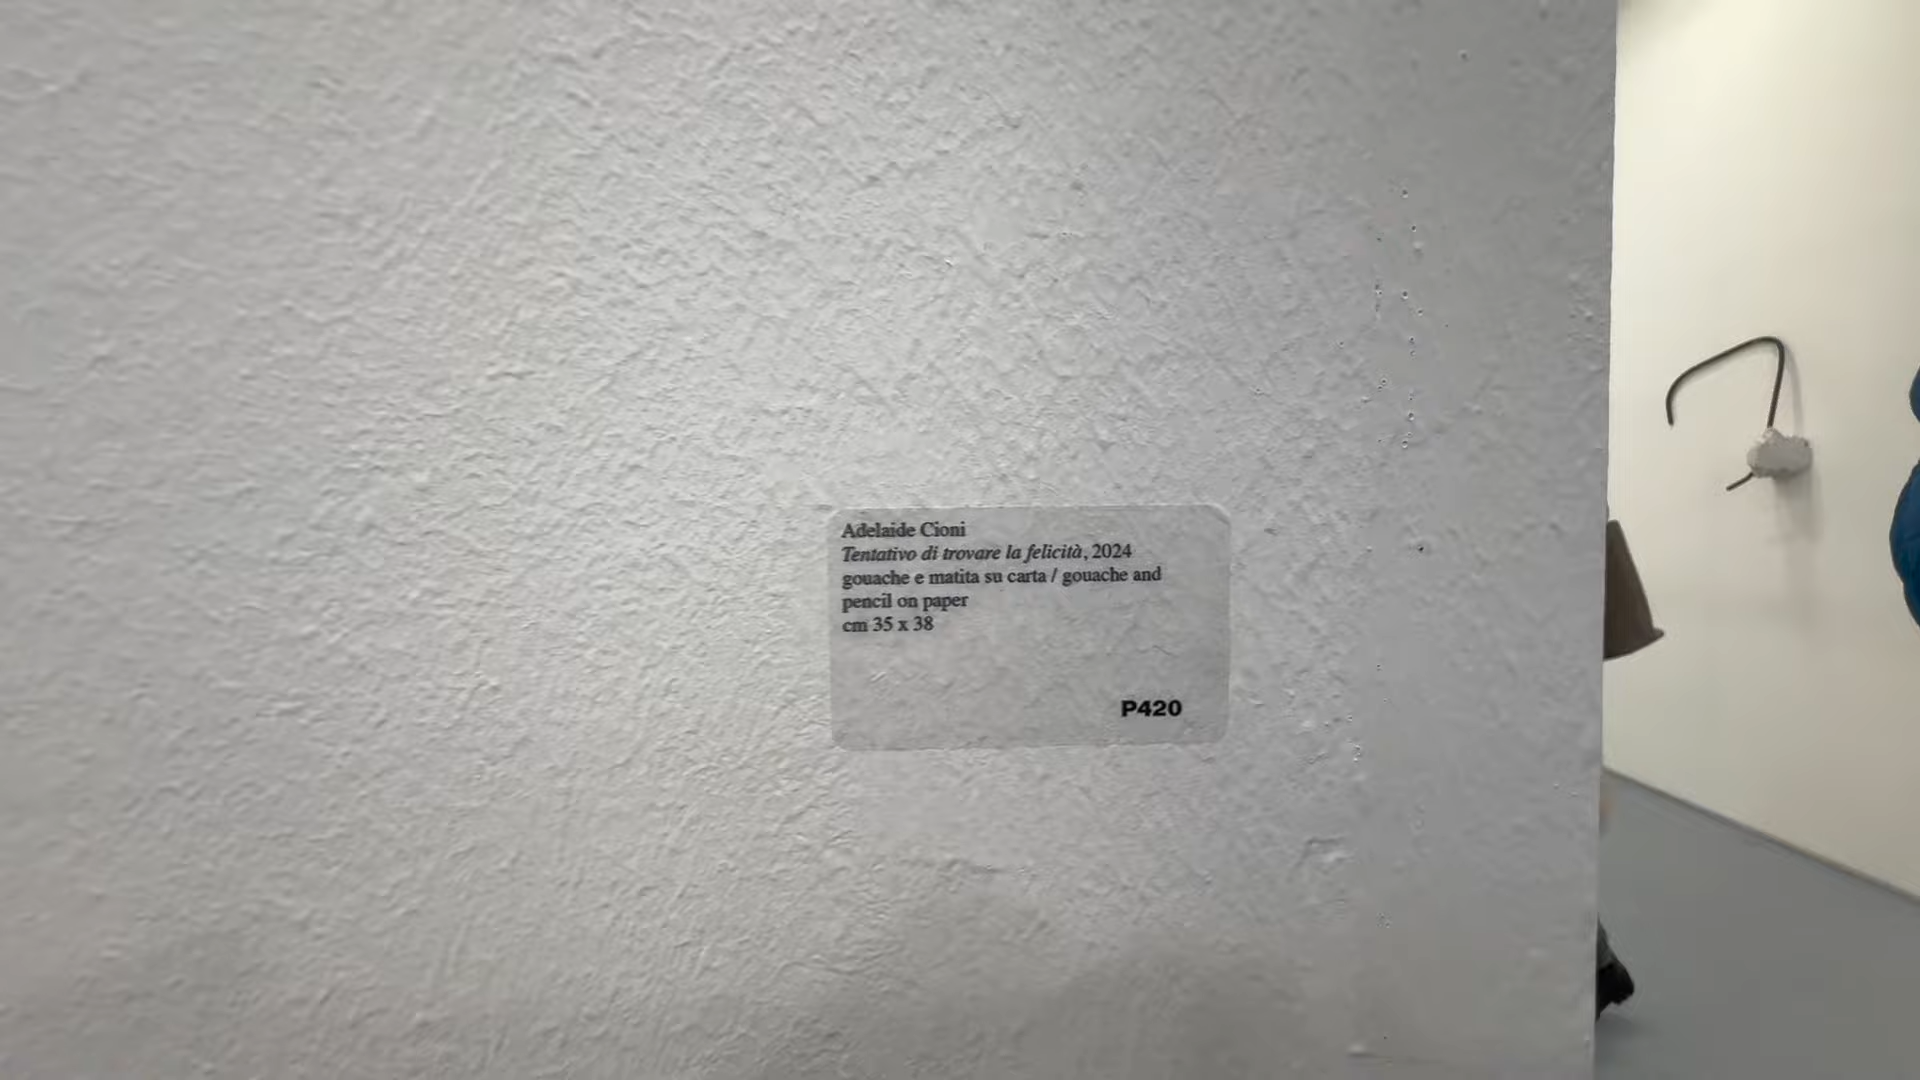 Adelaide Cioni
Tentativo di trovare la felicità, 2024
gouache e matita su carta / gouache and
pencil on paper
cm 35 x 38
P420